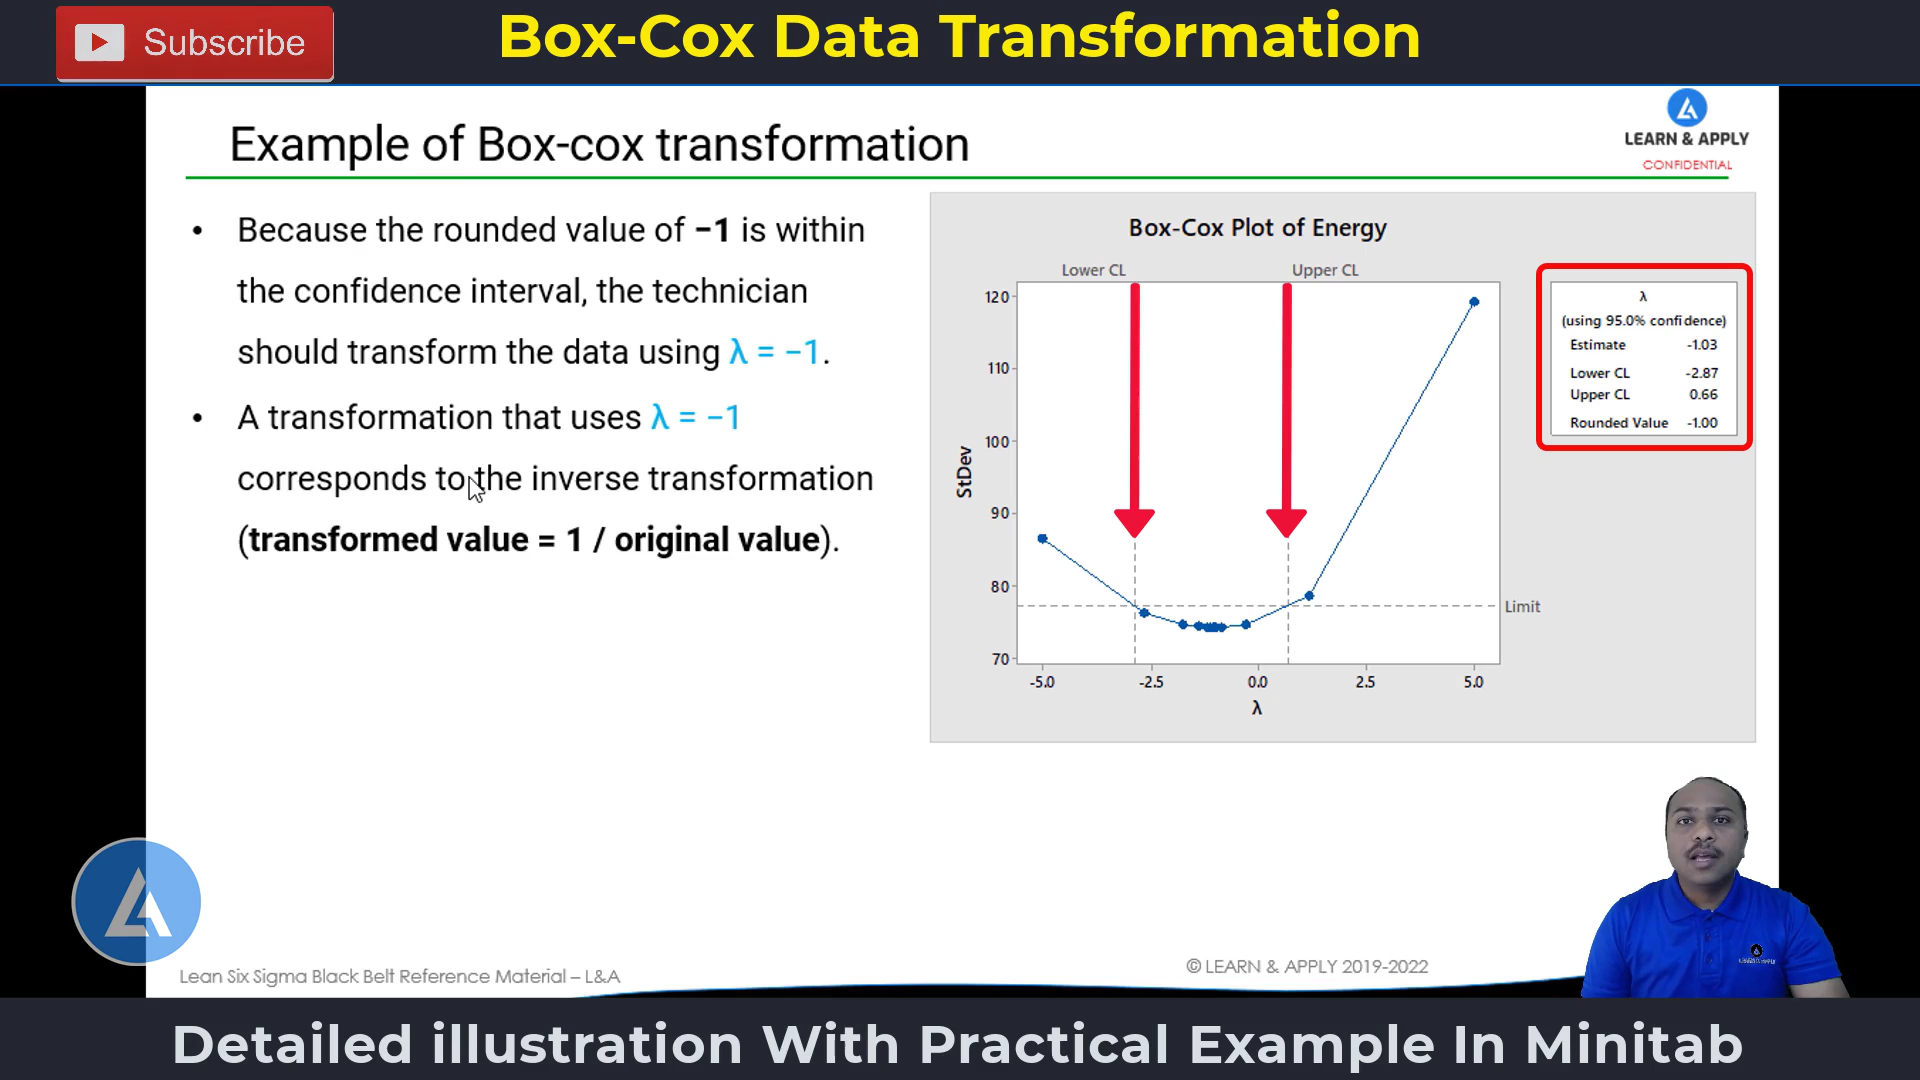 Subscribe
Box-Cox Data Transformation
Example of Box-cox transformation
LEARN & APPLY
CONFIDENTIAL
• Because the rounded value of −1 is within
the confidence interval, the technician
should transform the data using λ = −1.
• A transformation that uses λ = −1
corresponds to the inverse transformation
(transformed value = 1 / original value).
Box-Cox Plot of Energy
Lower CL
Upper CL
120
110
100
90
80
70
StDev
-5.0
-2.5
0.0
2.5
5.0
λ
Limit
λ
(using 95.0% confidence)
Estimate -1.03
Lower CL -2.87
Upper CL 0.66
Rounded Value -1.00
Lean Six Sigma Black Belt Reference Material – L&A
© LEARN & APPLY 2019-2022
Detailed illustration With Practical Example In Minitab